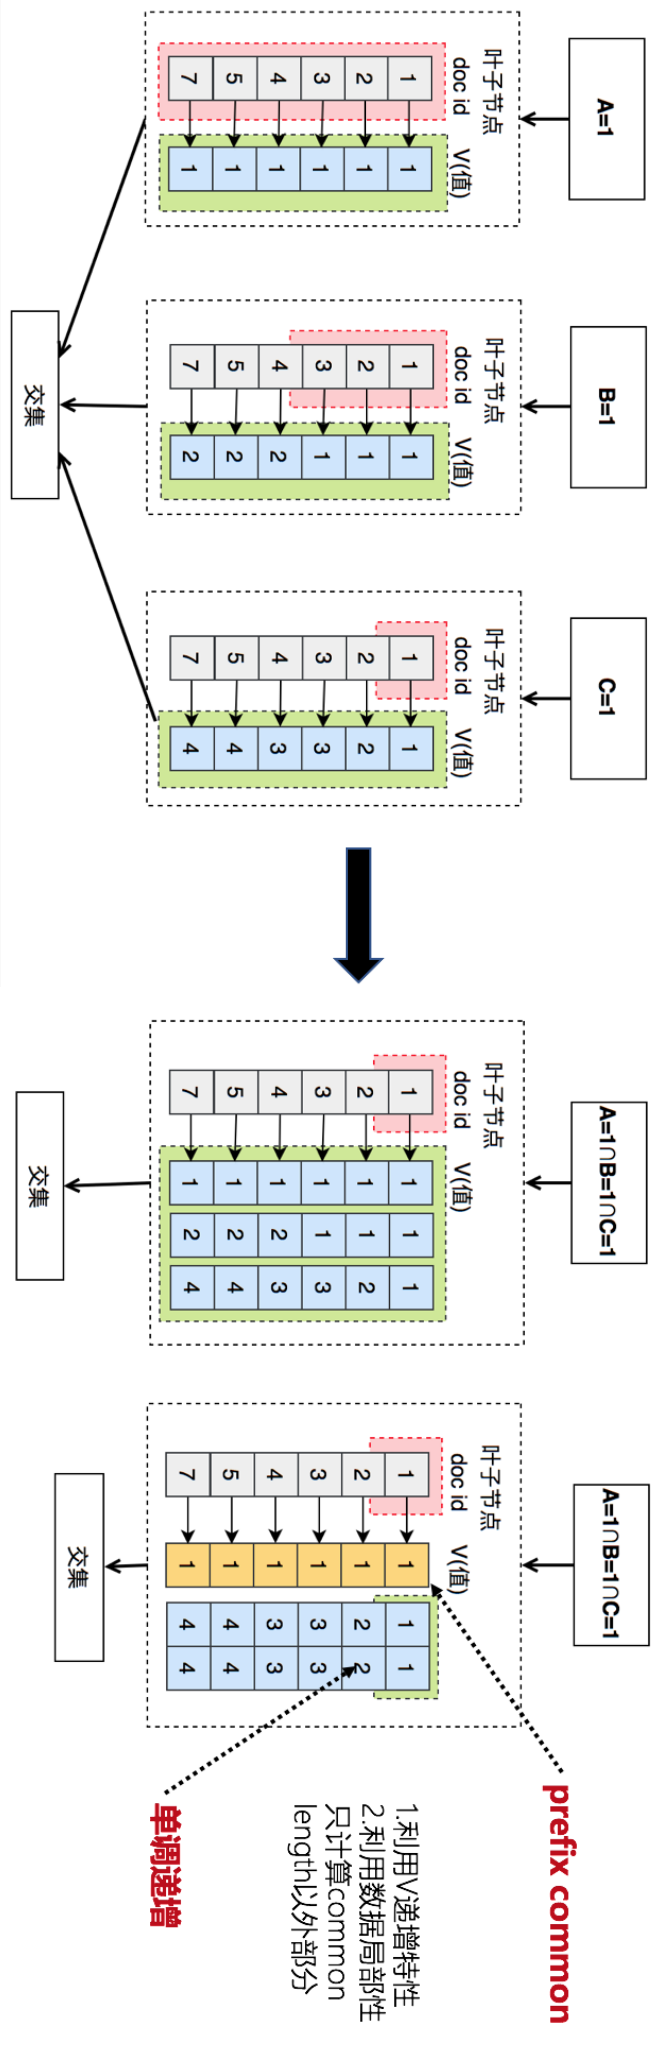 A=1
叶子节点
doc id V(值)
1 1
2 1
3 1
4 1
5 1
7 1
B=1
叶子节点
doc id V(值)
1 1
2 1
3 1
4 2
5 2
7 2
C=1
叶子节点
doc id V(值)
1 1
2 2
3 3
4 3
5 4
7 4
交集
A=1∩B=1∩C=1
叶子节点
doc id V(值)
1 1 1 1
2 1 1 2
3 1 1 3
4 1 2 3
5 1 2 4
7 1 2 4
交集
A=1∩B=1∩C=1
叶子节点
doc id V(值)
1 1 1 1
2 1 2 2
3 1 3 3
4 1 3 3
5 1 4 4
7 1 4 4
交集
prefix common
1.利用V递增特性
2.利用数据局部性
只计算common
length以外部分
单调递增